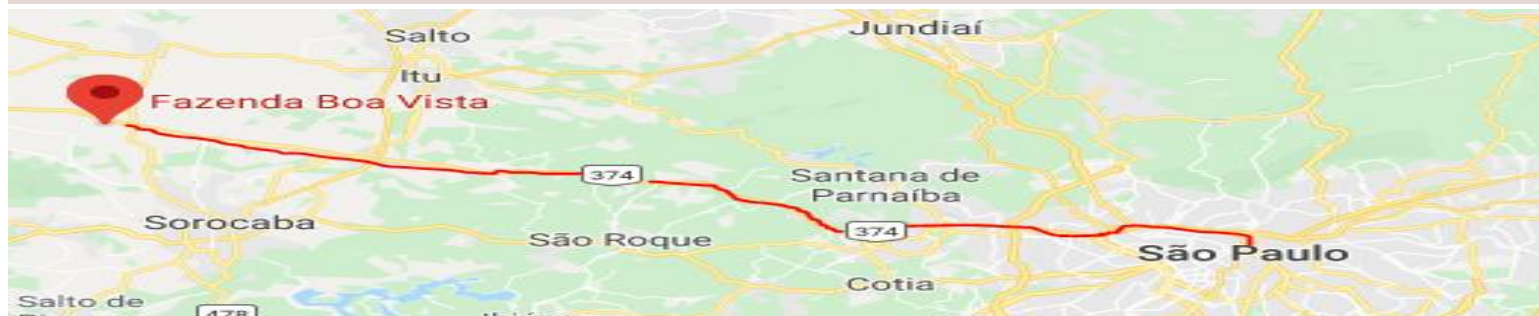 Salto
Jundiaí
Itu
Fazenda Boa Vista
374
Santana de
Parnaíba
Sorocaba
374
São Roque
São Paulo
Cotia
Salto de
478